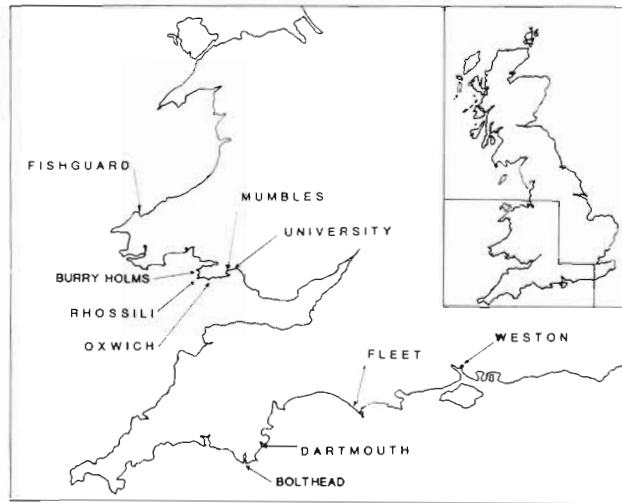 FISHGUARD
MUMBLES
UNIVERSITY
BURRY HOLMS
RHOSSILI
OXWICH
WESTON
FLEET
DARTMOUTH
BOLTHEAD